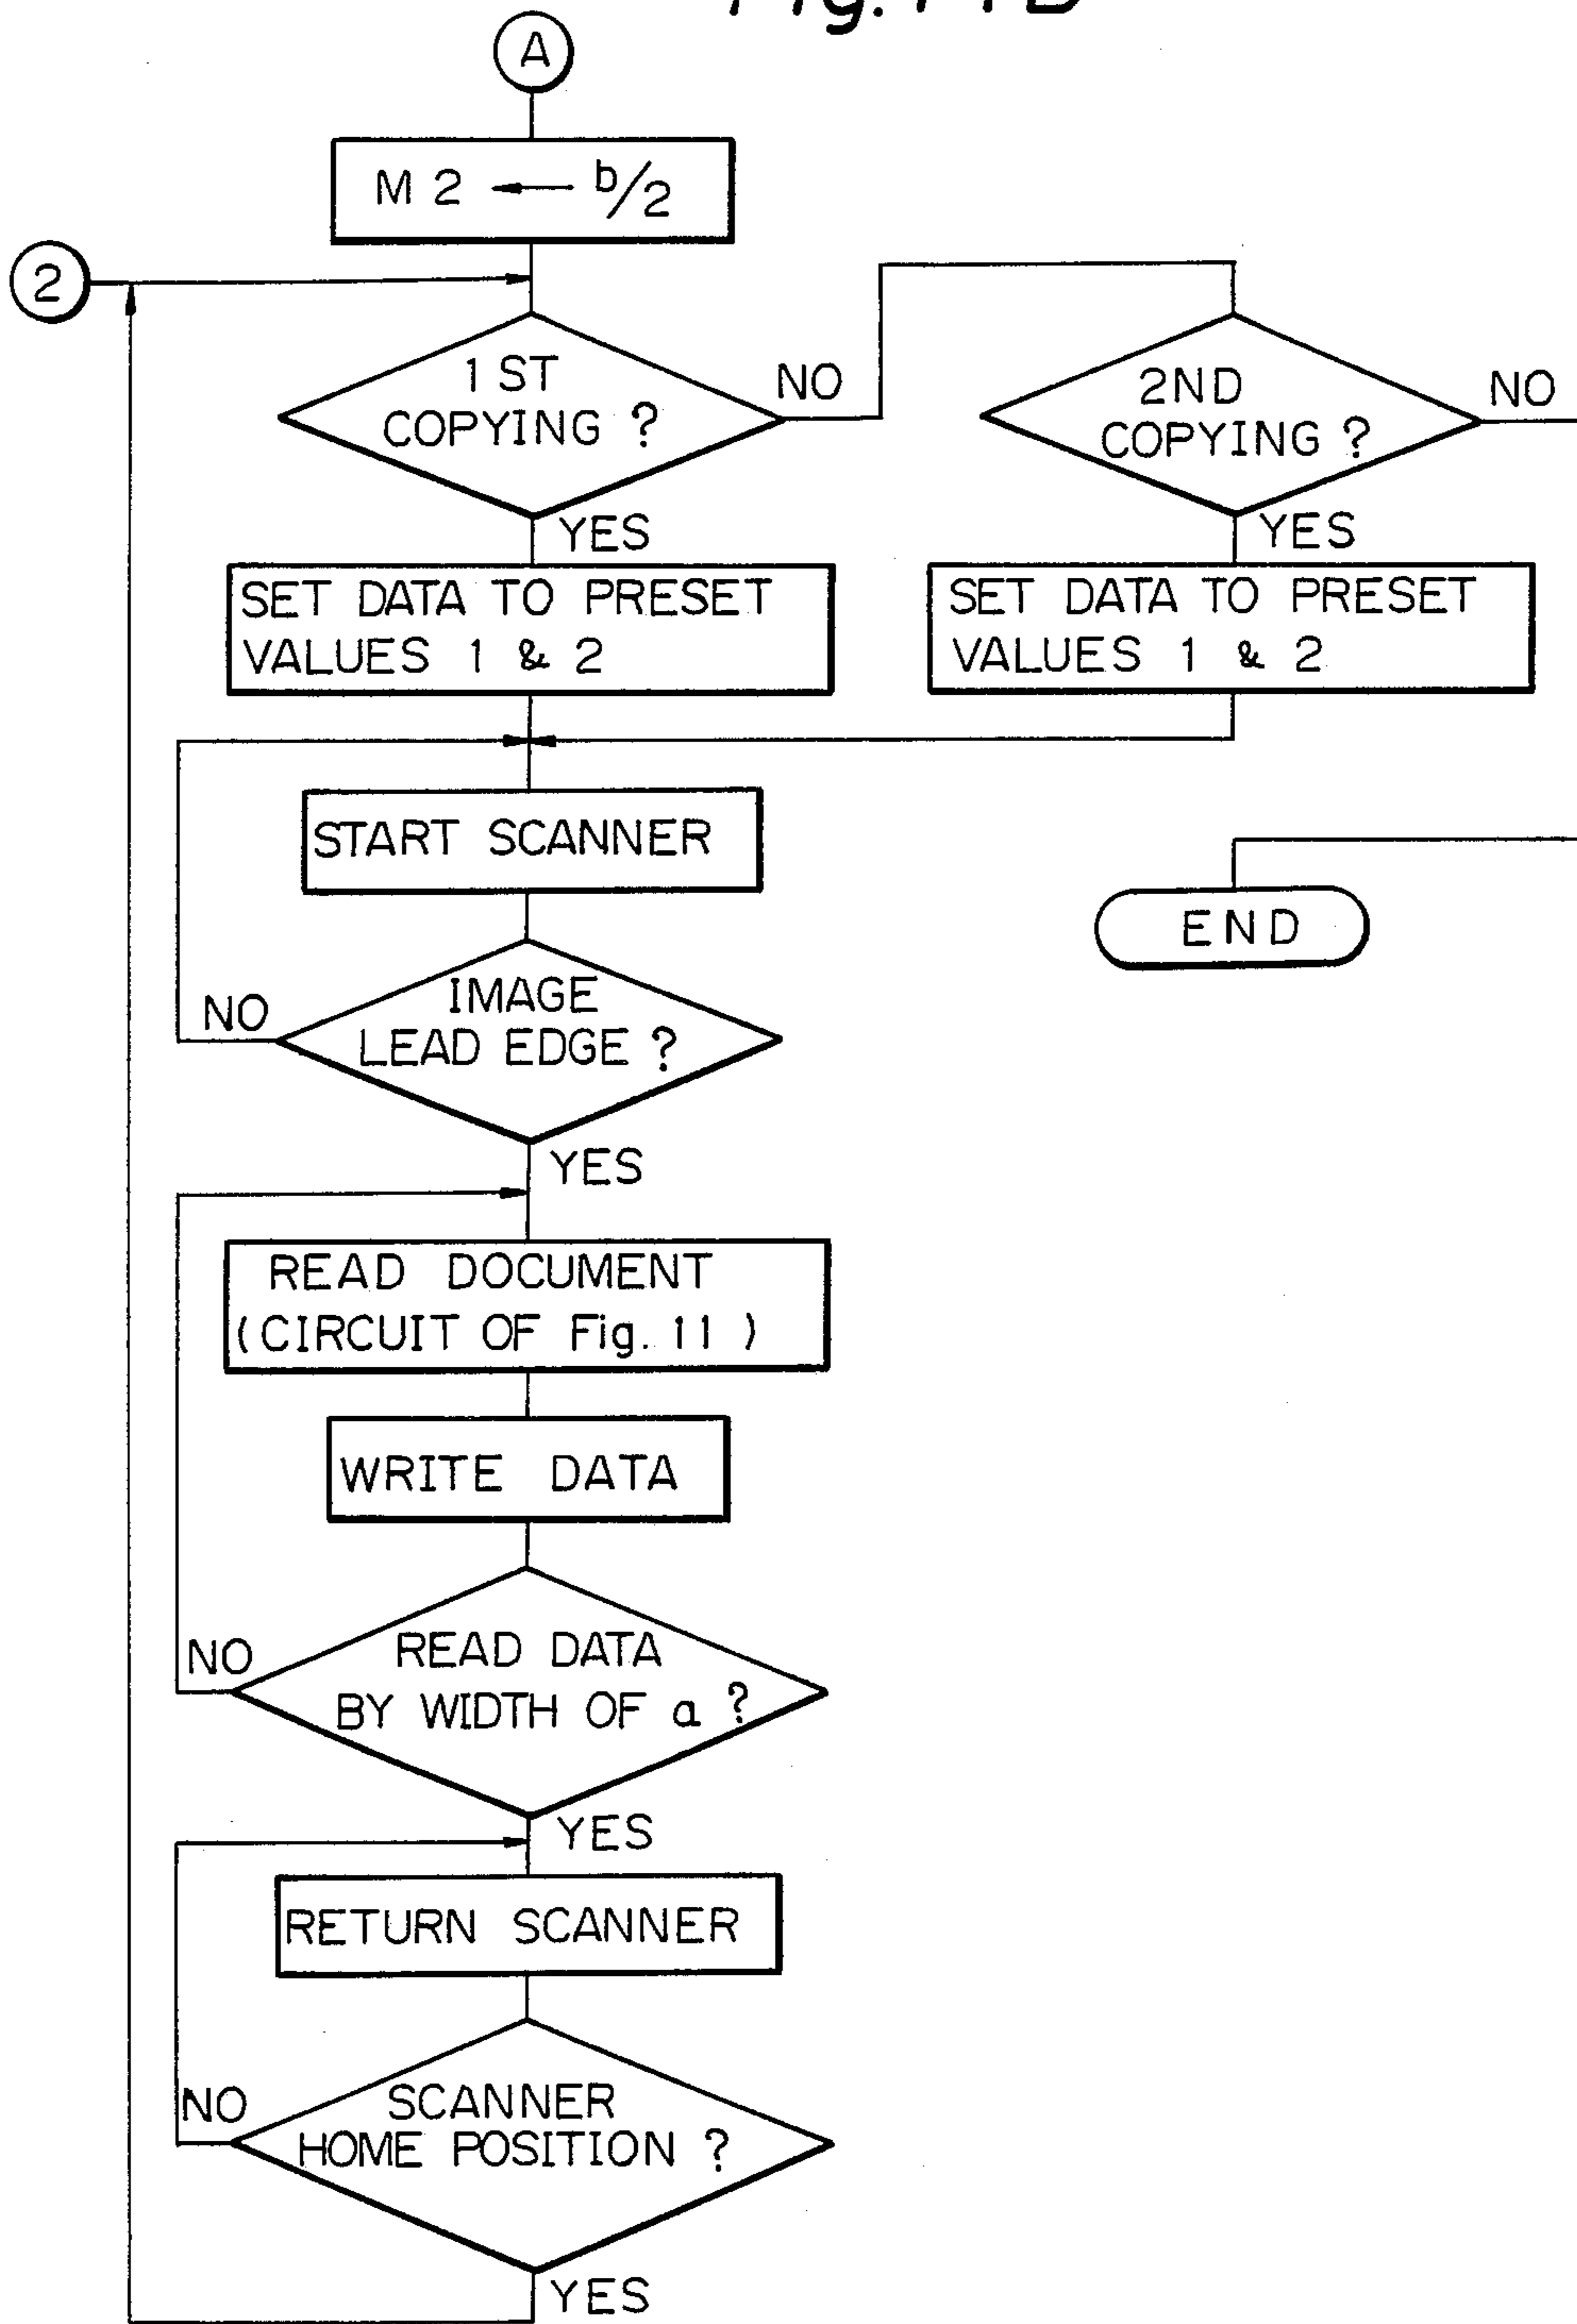 A
M 2 ← b/2
2
1 ST
COPYING ?
NO
2ND
COPYING ?
NO
YES
YES
SET DATA TO PRESET
VALUES 1 & 2
SET DATA TO PRESET
VALUES 1 & 2
START SCANNER
END
IMAGE
LEAD EDGE ?
NO
YES
READ DOCUMENT
(CIRCUIT OF Fig. 11 )
WRITE DATA
READ DATA
BY WIDTH OF a ?
NO
YES
RETURN SCANNER
SCANNER
HOME POSITION ?
NO
YES